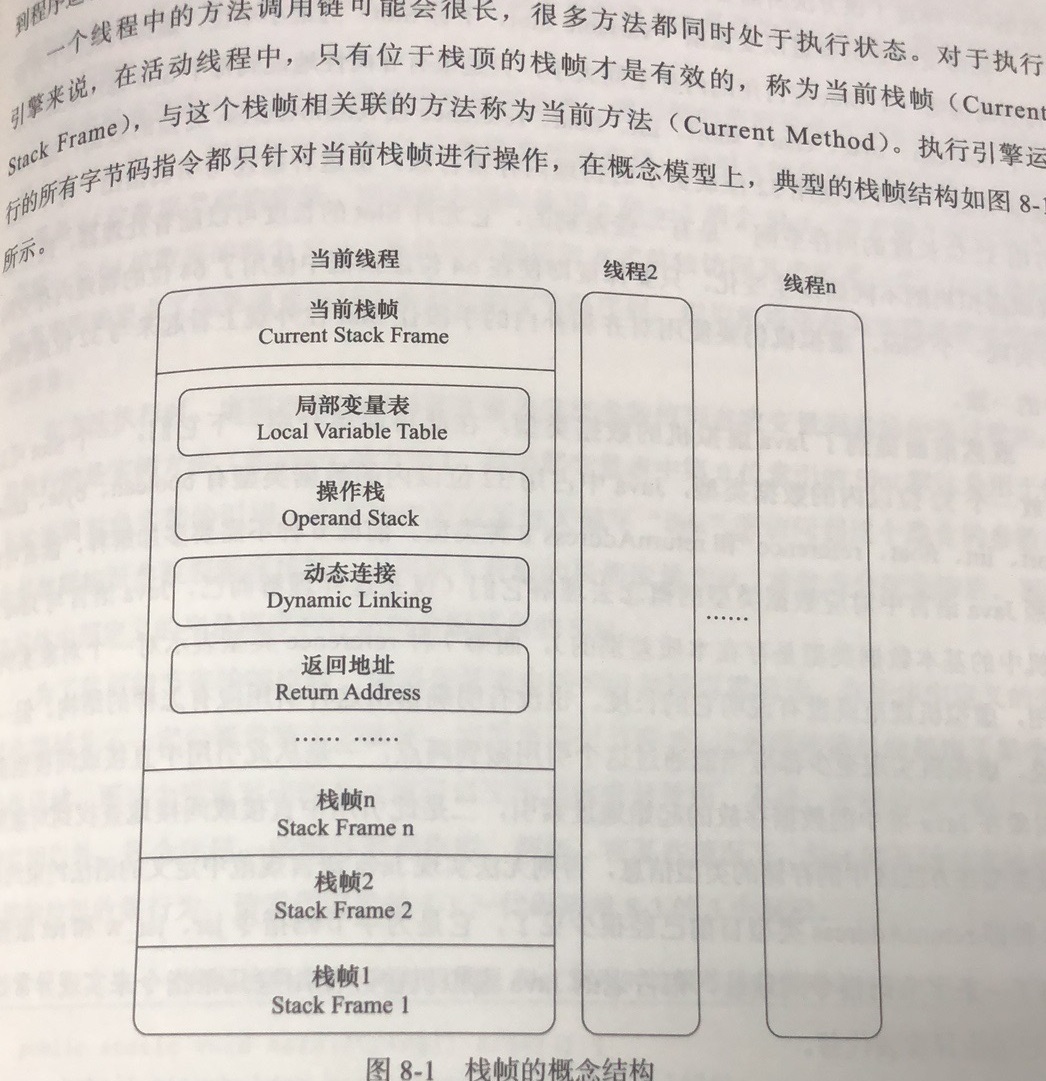 到程序运
一个线程中的方法调用链可能会很长，很多方法都同时处于执行状态。对于执行
引擎来说，在活动线程中，只有位于栈顶的栈帧才是有效的，称为当前栈帧（Current
Stack Frame），与这个栈帧相关联的方法称为当前方法（Current Method）。执行引擎运
行的所有字节码指令都只针对当前栈帧进行操作，在概念模型上，典型的栈帧结构如图 8-1
所示。
当前线程
线程2
线程n
当前栈帧
Current Stack Frame
局部变量表
Local Variable Table
操作栈
Operand Stack
动态连接
Dynamic Linking
……
返回地址
Return Address
…… ……
栈帧n
Stack Frame n
栈帧2
Stack Frame 2
栈帧1
Stack Frame 1
图 8-1 栈帧的概念结构